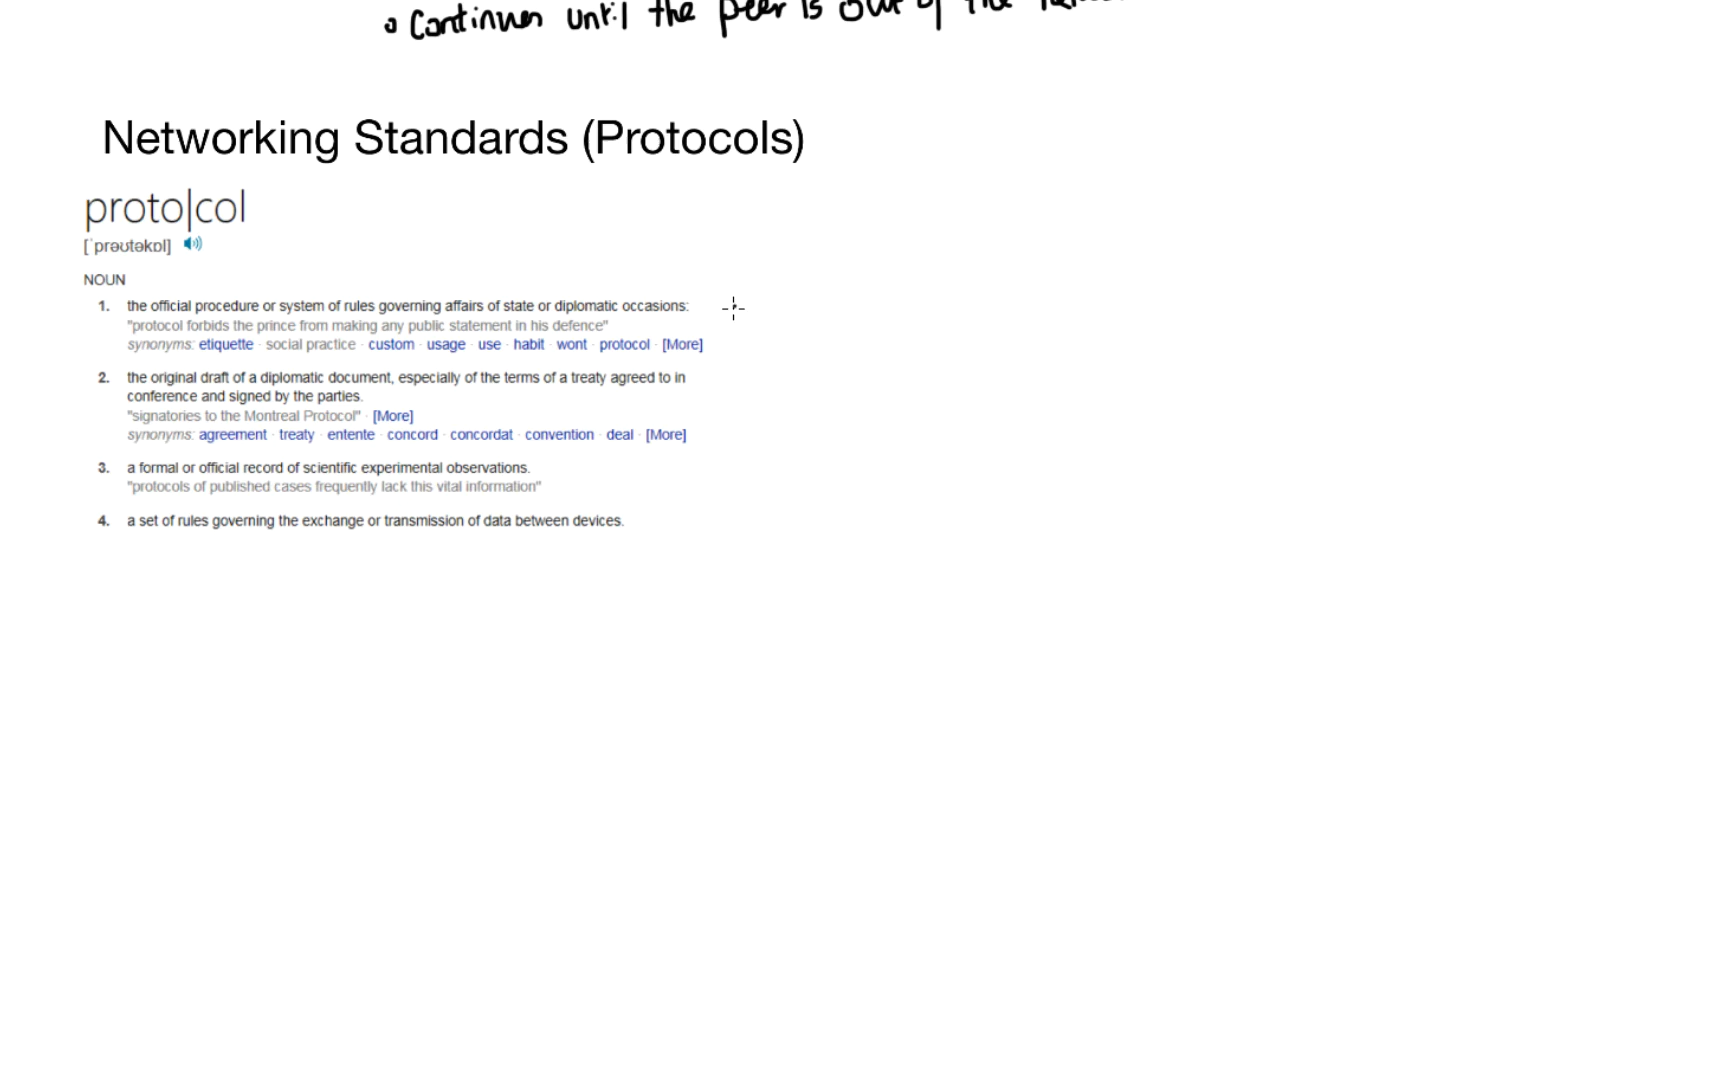 Continues until the peer is out of the
Networking Standards (Protocols)
proto|col
[ˈprəʊtəkɒl]
NOUN
1. the official procedure or system of rules governing affairs of state or diplomatic occasions:
"protocol forbids the prince from making any public statement in his defence"
synonyms: etiquette · social practice · custom · usage · use · habit · wont · protocol · [More]
2. the original draft of a diplomatic document, especially of the terms of a treaty agreed to in
conference and signed by the parties.
"signatories to the Montreal Protocol" · [More]
synonyms: agreement · treaty · entente · concord · concordat · convention · deal · [More]
3. a formal or official record of scientific experimental observations.
"protocols of published cases frequently lack this vital information"
4. a set of rules governing the exchange or transmission of data between devices.